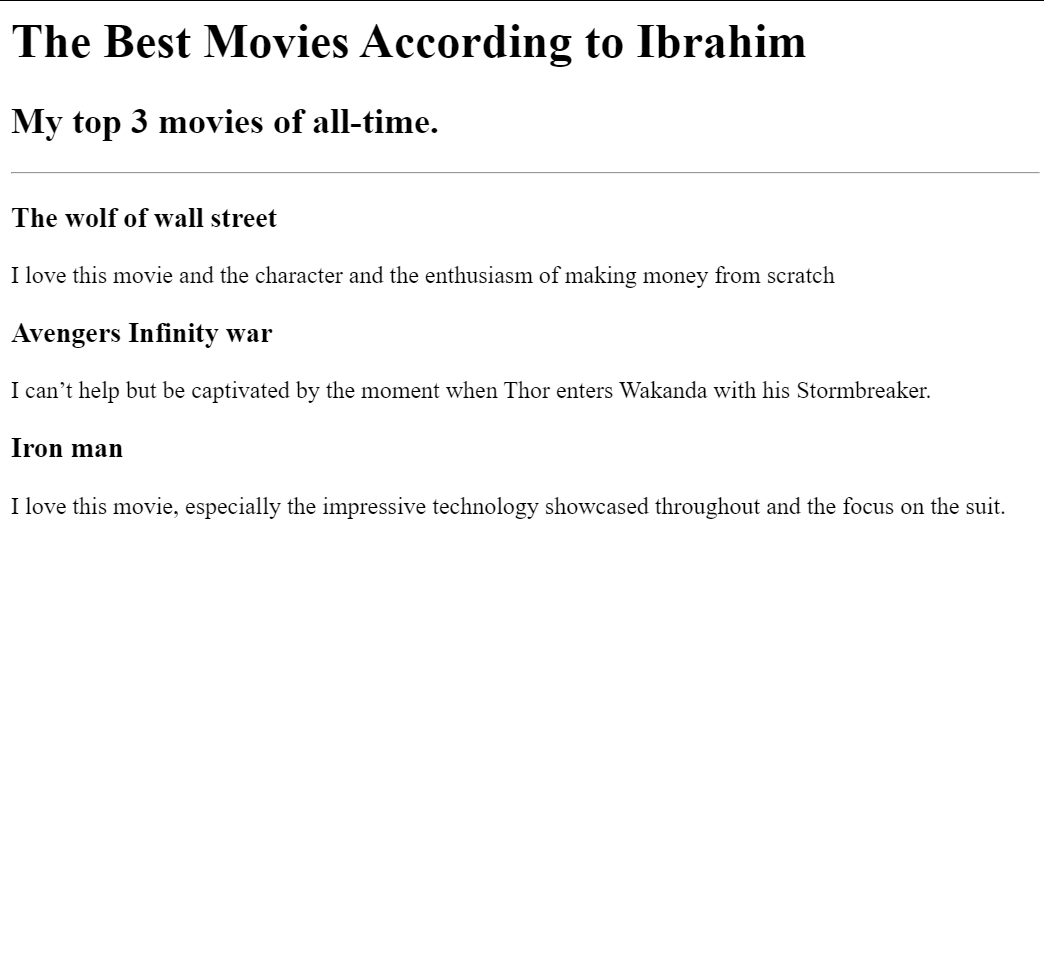 The Best Movies According to Ibrahim
My top 3 movies of all-time.
The wolf of wall street
I love this movie and the character and the enthusiasm of making money from scratch
Avengers Infinity war
I can’t help but be captivated by the moment when Thor enters Wakanda with his Stormbreaker.
Iron man
I love this movie, especially the impressive technology showcased throughout and the focus on the suit.